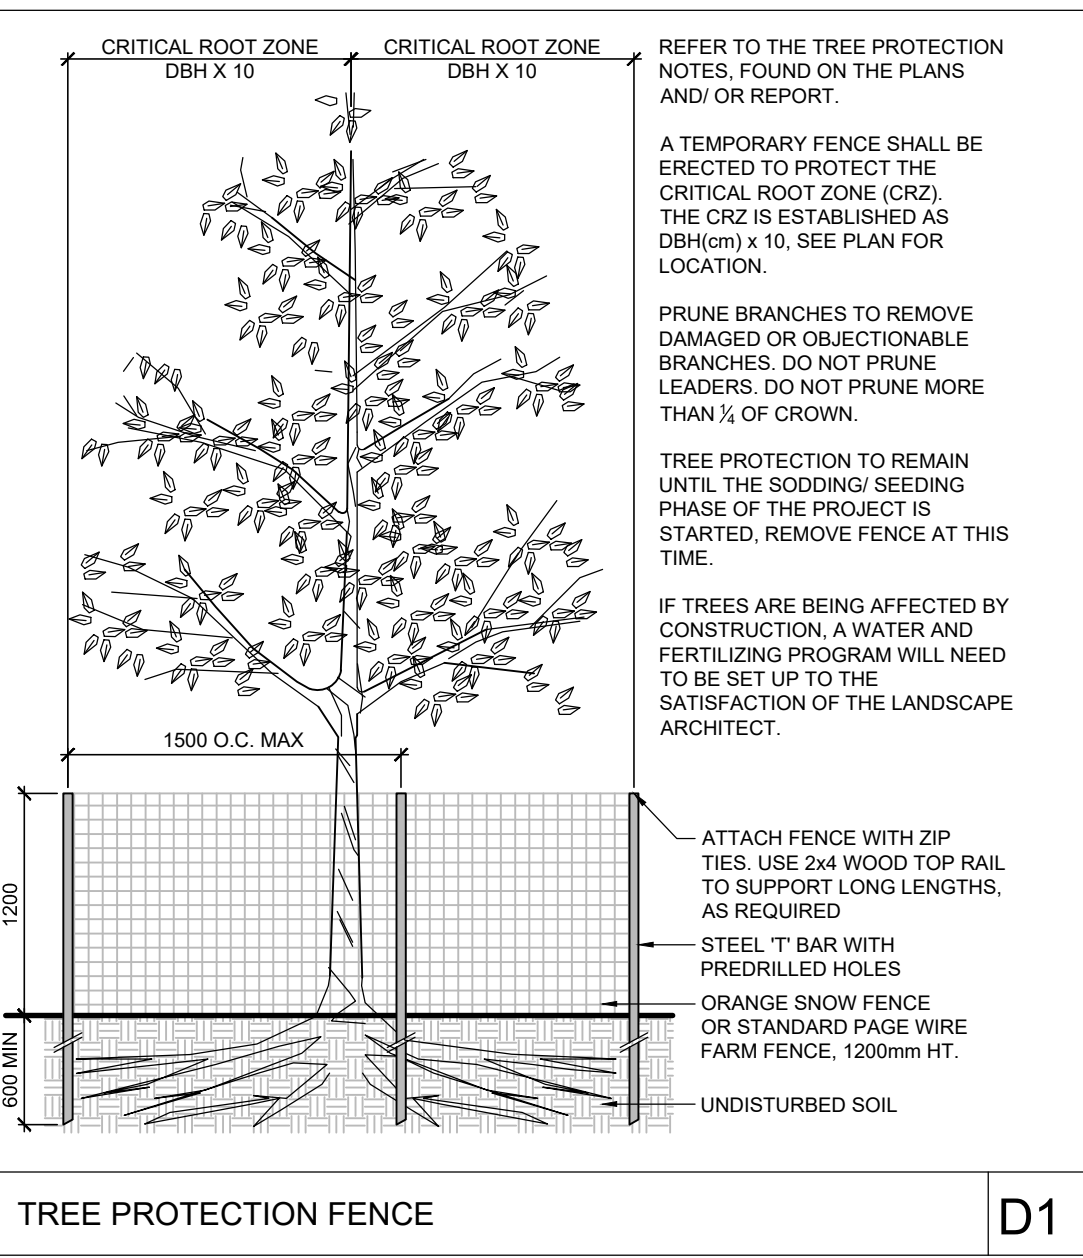 CRITICAL ROOT ZONE
DBH X 10
CRITICAL ROOT ZONE
DBH X 10
REFER TO THE TREE PROTECTION
NOTES, FOUND ON THE PLANS
AND/ OR REPORT.
A TEMPORARY FENCE SHALL BE
ERECTED TO PROTECT THE
CRITICAL ROOT ZONE (CRZ).
THE CRZ IS ESTABLISHED AS
DBH(cm) x 10, SEE PLAN FOR
LOCATION.
PRUNE BRANCHES TO REMOVE
DAMAGED OR OBJECTIONABLE
BRANCHES. DO NOT PRUNE
LEADERS. DO NOT PRUNE MORE
THAN ¼ OF CROWN.
TREE PROTECTION TO REMAIN
UNTIL THE SODDING/ SEEDING
PHASE OF THE PROJECT IS
STARTED, REMOVE FENCE AT THIS
TIME.
IF TREES ARE BEING AFFECTED BY
CONSTRUCTION, A WATER AND
FERTILIZING PROGRAM WILL NEED
TO BE SET UP TO THE
SATISFACTION OF THE LANDSCAPE
ARCHITECT.
1500 O.C. MAX
1200
600 MIN
ATTACH FENCE WITH ZIP
TIES. USE 2x4 WOOD TOP RAIL
TO SUPPORT LONG LENGTHS,
AS REQUIRED
STEEL 'T' BAR WITH
PREDRILLED HOLES
ORANGE SNOW FENCE
OR STANDARD PAGE WIRE
FARM FENCE, 1200mm HT.
UNDISTURBED SOIL
TREE PROTECTION FENCE
D1